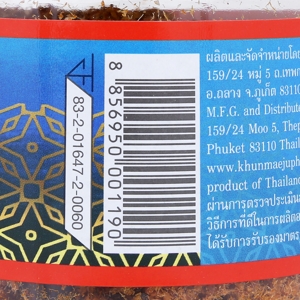 83-2-01647-2-0060
8 856950 001190
ผลิตและจัดจำหน่ายโดย
159/24 หมู่ 5 ถ.เทพ
อ.ถลาง จ.ภูเก็ต 83110
M.F.G. and Distribut
159/24 Moo 5, Thep
Phuket 83110 Thaila
www.khunmaejuph
product of Thailan
ผ่านการตรวจประเมิน
วิธีการที่ดีในการผลิต
ได้รับการรับรองมาตร